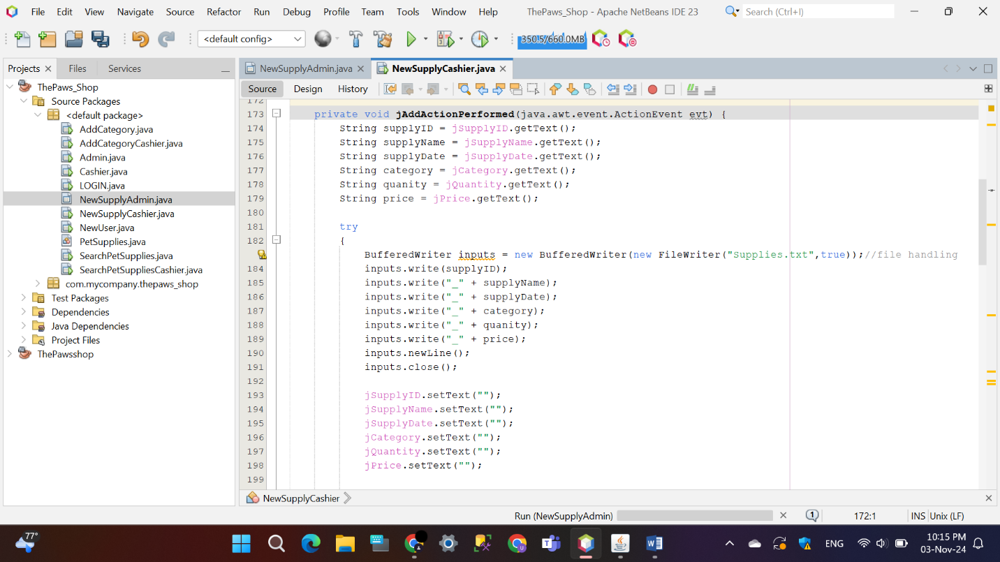 File Edit View Navigate Source Refactor Run Debug Profile Team Tools Window Help ThePaws_Shop - Apache NetBeans IDE 23 Search (Ctrl+I)
<default config> 350.5/660.0MB
Projects Files Services
NewSupplyAdmin.java NewSupplyCashier.java
Source Design History
ThePaws_Shop
Source Packages
<default package>
AddCategory.java
AddCategoryCashier.java
Admin.java
Cashier.java
LOGIN.java
NewSupplyAdmin.java
NewSupplyCashier.java
NewUser.java
PetSupplies.java
SearchPetSupplies.java
SearchPetSuppliesCashier.java
com.mycompany.thepaws_shop
Test Packages
Dependencies
Java Dependencies
Project Files
ThePawsshop
172
173 private void jAddActionPerformed(java.awt.event.ActionEvent evt) {
174 String supplyID = jSupplyID.getText();
175 String supplyName = jSupplyName.getText();
176 String supplyDate = jSupplyDate.getText();
177 String category = jCategory.getText();
178 String quanity = jQuantity.getText();
179 String price = jPrice.getText();
180
181 try
182 {
BufferedWriter inputs = new BufferedWriter(new FileWriter("Supplies.txt",true));//file handling
184 inputs.write(supplyID);
185 inputs.write("_" + supplyName);
186 inputs.write("_" + supplyDate);
187 inputs.write("_" + category);
188 inputs.write("_" + quanity);
189 inputs.write("_" + price);
190 inputs.newLine();
191 inputs.close();
192
193 jSupplyID.setText("");
194 jSupplyName.setText("");
195 jSupplyDate.setText("");
196 jCategory.setText("");
197 jQuantity.setText("");
198 jPrice.setText("");
199
NewSupplyCashier
Run (NewSupplyAdmin) 1 172:1 INS Unix (LF)
77° ENG 10:15 PM
03-Nov-24